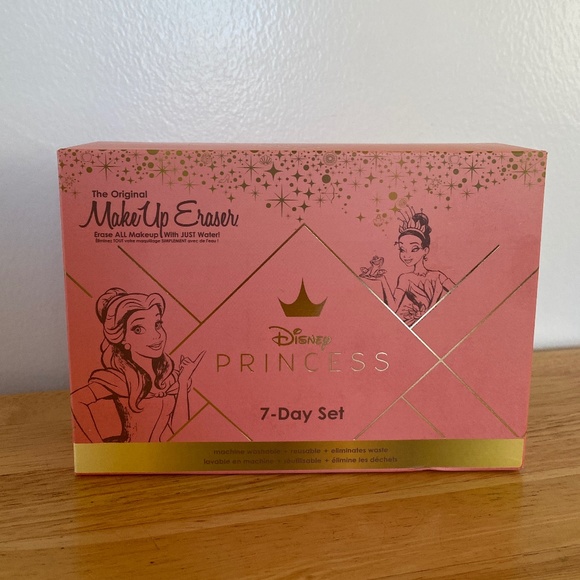 The Original
MakeUp Eraser
Erase ALL Makeup With JUST Water!
Éliminez TOUT votre maquillage SIMPLEMENT avec de l'eau !
Disney
PRINCESS
7-Day Set
machine washable + reusable + eliminates waste
lavable en machine + réutilisable + élimine les déchets